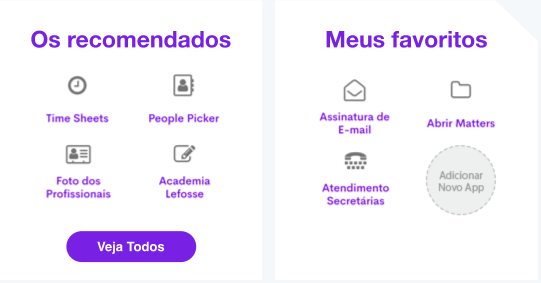 Os recomendados
Time Sheets
People Picker
Foto dos
Profissionais
Academia
Lefosse
Veja Todos
Meus favoritos
Assinatura de
E-mail
Abrir Matters
Atendimento
Secretárias
Adicionar
Novo App